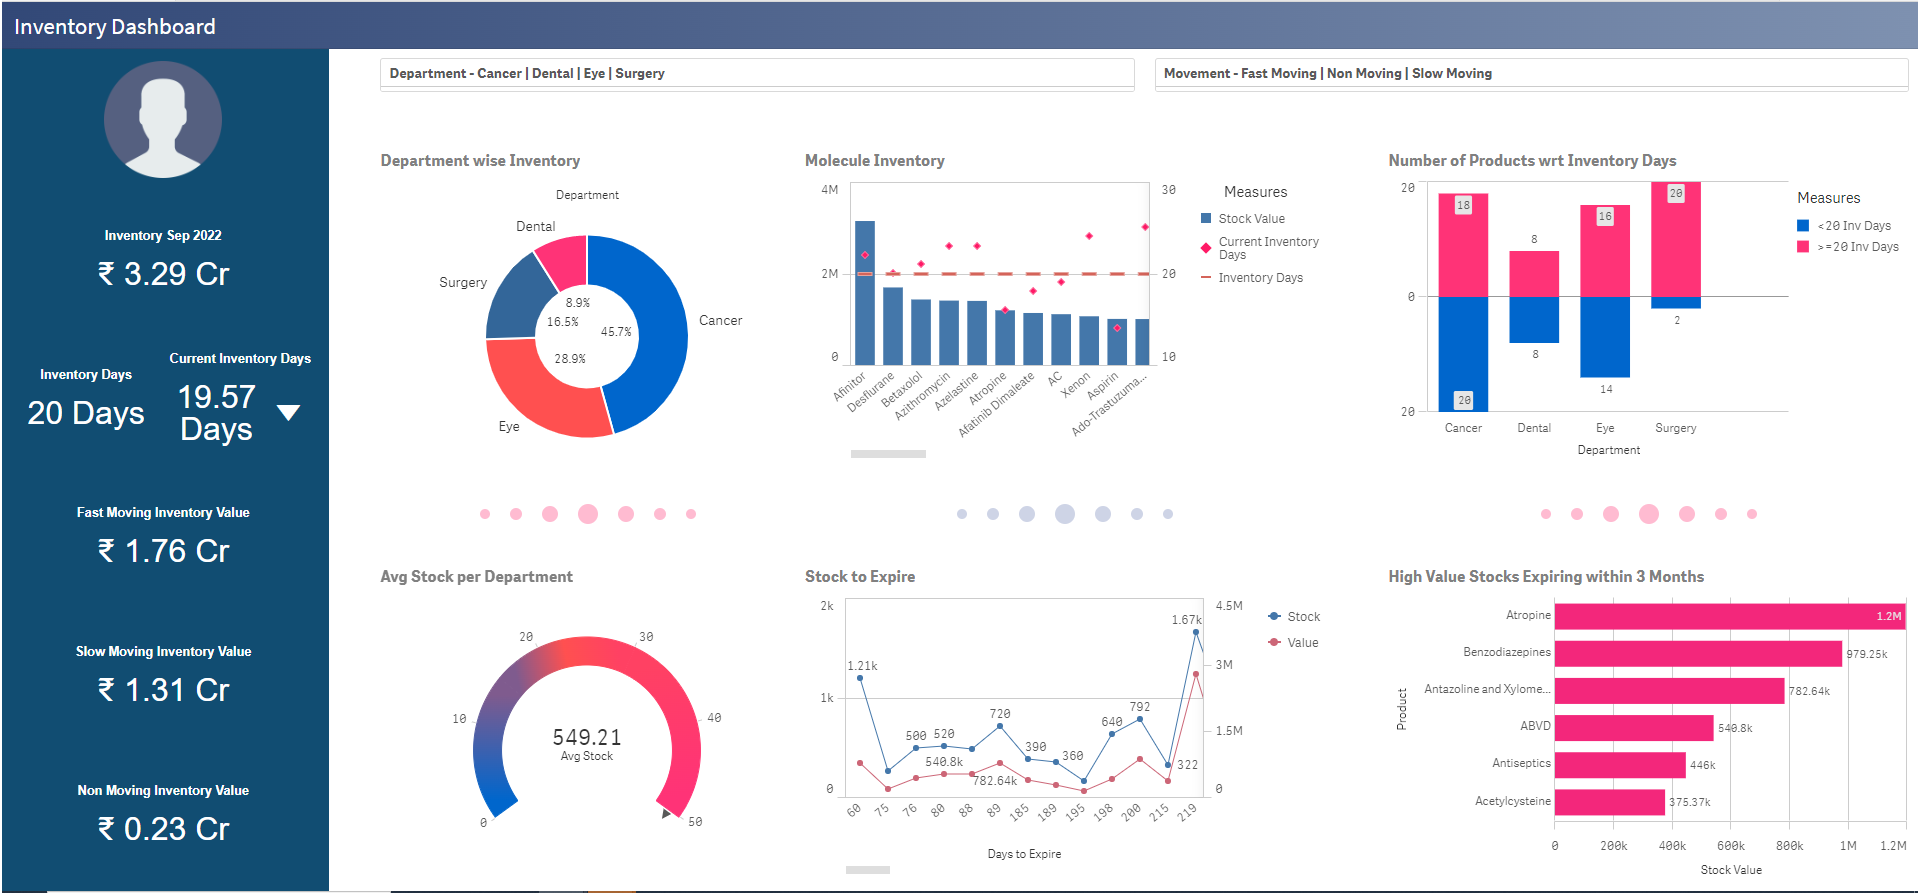 Inventory Dashboard
Inventory Sep 2022
₹ 3.29 Cr
Inventory Days
20 Days
Current Inventory Days
19.57
Days
Fast Moving Inventory Value
₹ 1.76 Cr
Slow Moving Inventory Value
₹ 1.31 Cr
Non Moving Inventory Value
₹ 0.23 Cr
Department - Cancer | Dental | Eye | Surgery
Movement - Fast Moving | Non Moving | Slow Moving
Department wise Inventory
Department
Dental
Surgery
Cancer
Eye
8.9%
16.5%
45.7%
28.9%
Molecule Inventory
4M
2M
0
30
20
10
Afinitor
Desflurane
Betaxolol
Azithromycin
Azelastine
Atropine
Afatinib Dimaleate
AC
Xenon
Aspirin
Ado-Trastuzuma...
Measures
Stock Value
Current Inventory
Days
Inventory Days
Number of Products wrt Inventory Days
20
0
20
18
8
16
20
20
8
14
2
Cancer
Dental
Eye
Surgery
Department
Measures
<20 Inv Days
>=20 Inv Days
Avg Stock per Department
0
10
20
30
40
50
549.21
Avg Stock
Stock to Expire
2k
1k
0
4.5M
3M
1.5M
0
1.21k
500
520
720
390
360
640
792
322
1.67k
540.8k
782.64k
60
75
76
80
88
89
185
189
195
198
200
215
219
Days to Expire
Stock
Value
High Value Stocks Expiring within 3 Months
Product
Atropine
1.2M
Benzodiazepines
979.25k
Antazoline and Xylome...
782.64k
ABVD
540.8k
Antiseptics
446k
Acetylcysteine
375.37k
0
200k
400k
600k
800k
1M
1.2M
Stock Value